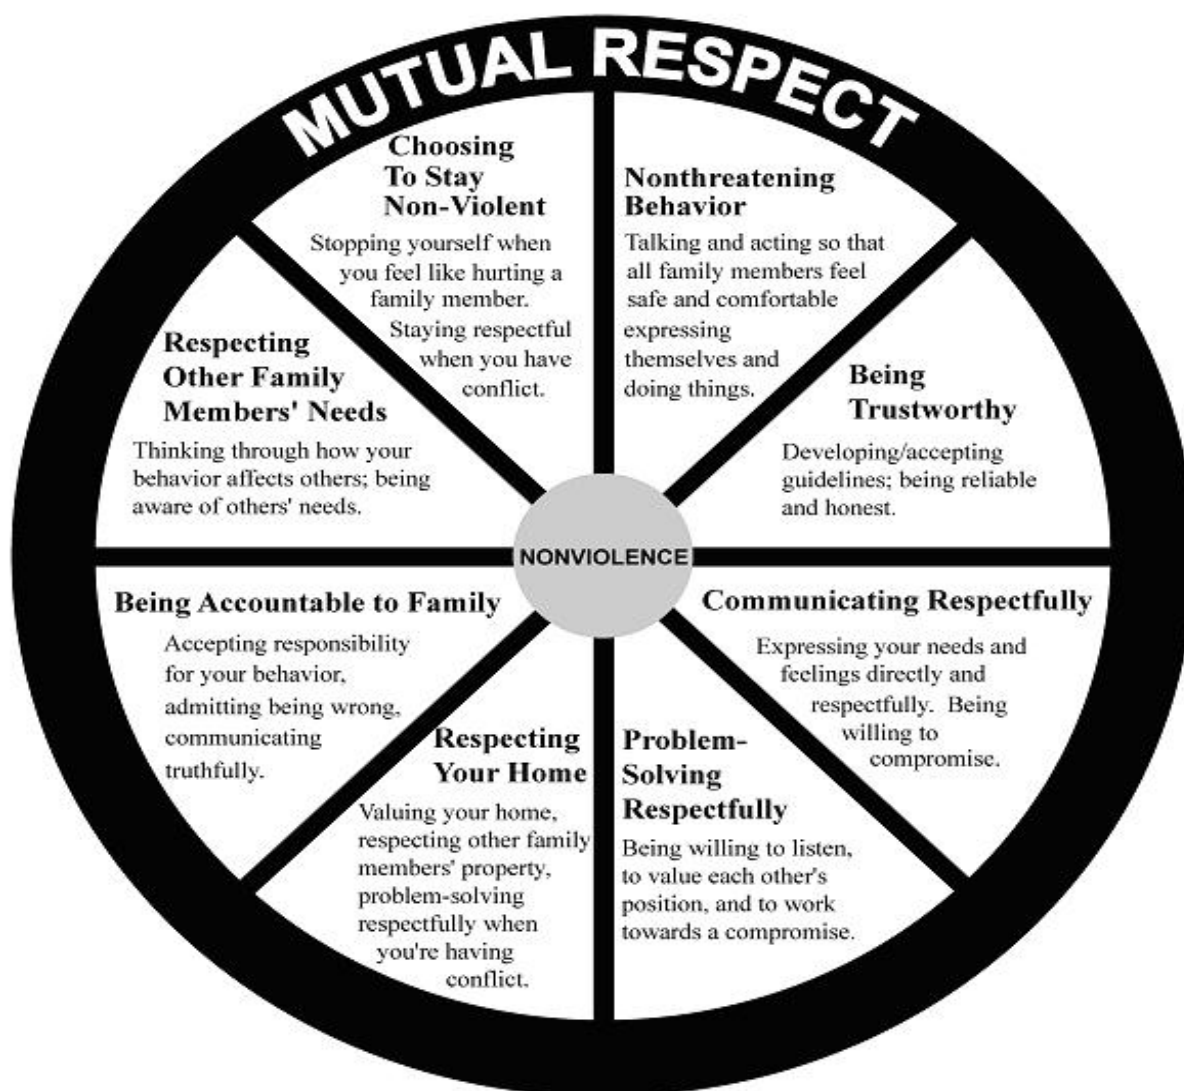 MUTUAL RESPECT
Choosing
To Stay
Non-Violent
Stopping yourself when
you feel like hurting a
family member.
Staying respectful
when you have
conflict.
Nonthreatening
Behavior
Talking and acting so that
all family members feel
safe and comfortable
expressing
themselves and
doing things.
Being
Trustworthy
Developing/accepting
guidelines; being reliable
and honest.
Communicating Respectfully
Expressing your needs and
feelings directly and
respectfully. Being
willing to
compromise.
Problem-
Solving
Respectfully
Being willing to listen,
to value each other's
position, and to work
towards a compromise.
Respecting
Your Home
Valuing your home,
respecting other family
members' property,
problem-solving
respectfully when
you're having
conflict.
Being Accountable to Family
Accepting responsibility
for your behavior,
admitting being wrong,
communicating
truthfully.
Respecting
Other Family
Members' Needs
Thinking through how your
behavior affects others; being
aware of others' needs.
NONVIOLENCE